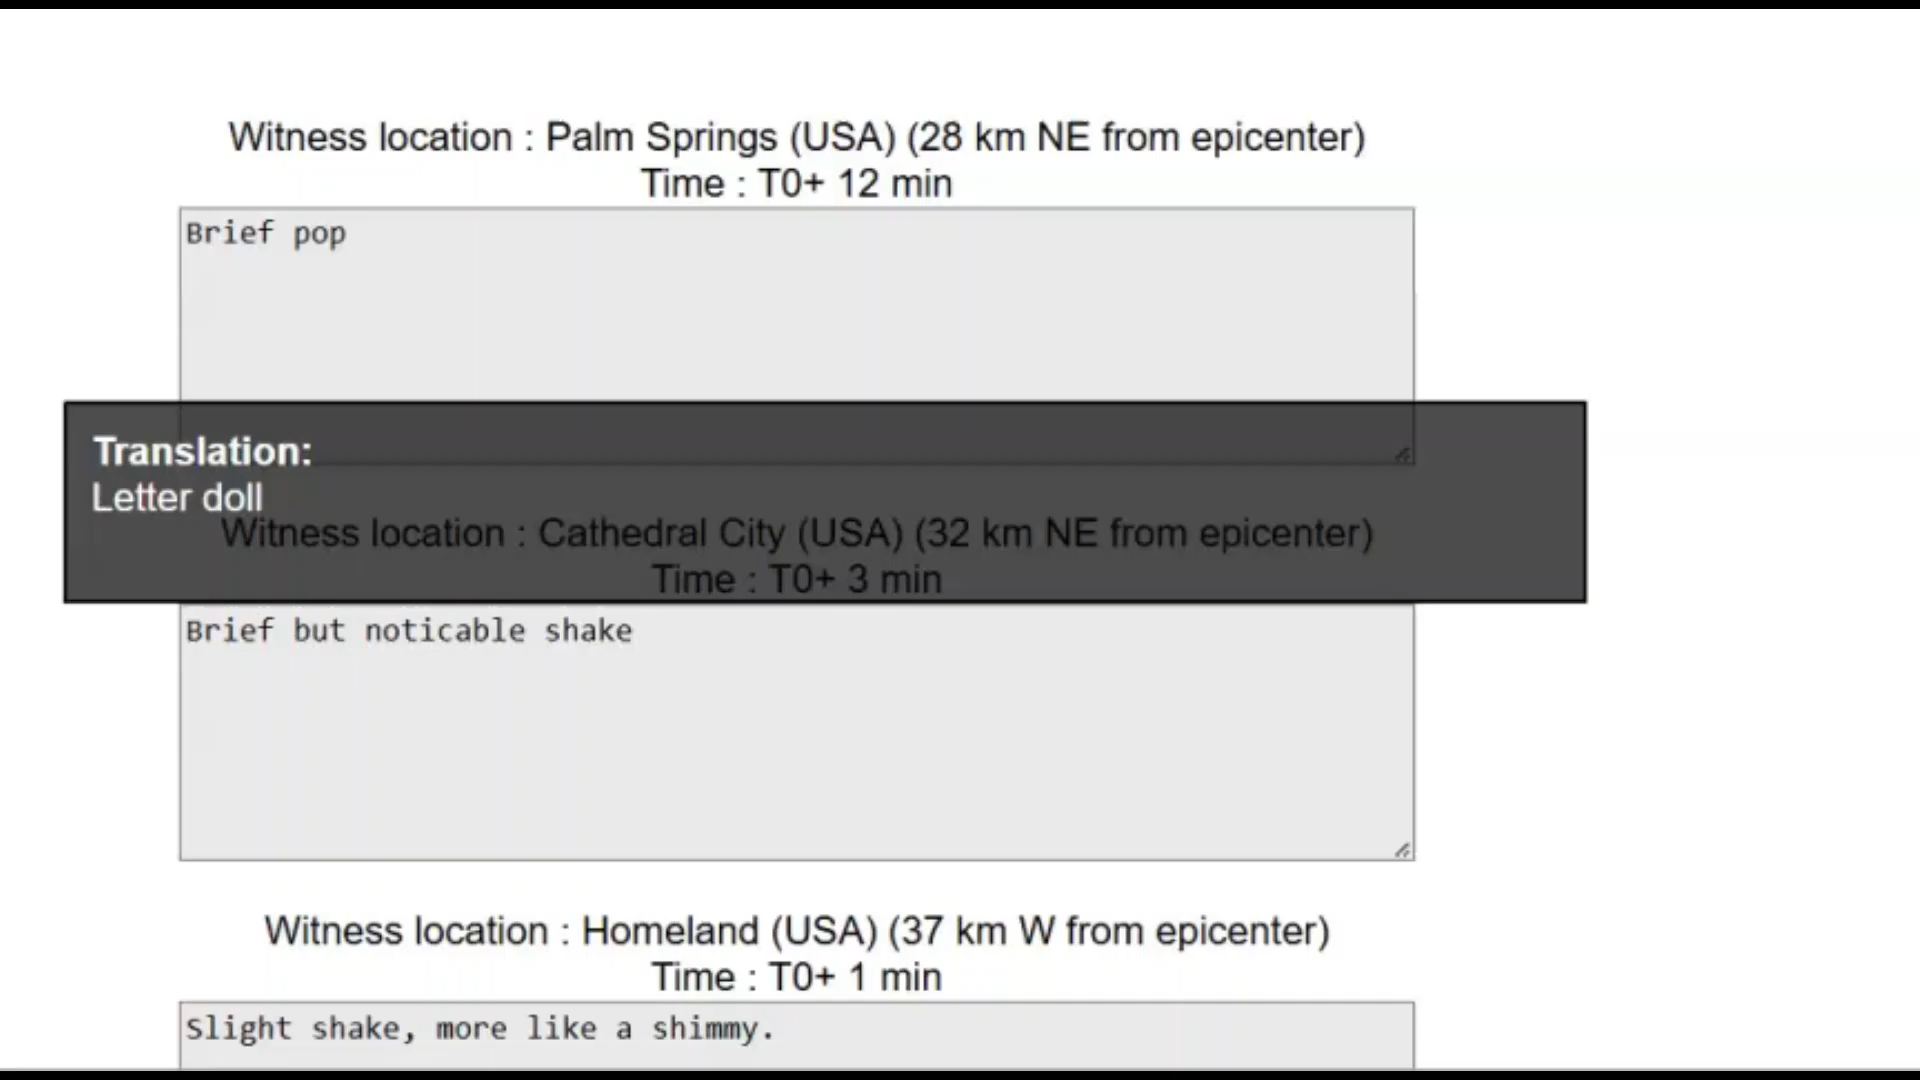 Witness location : Palm Springs (USA) (28 km NE from epicenter)
Time : T0+ 12 min
Brief pop
Translation:
Letter doll
Witness location : Cathedral City (USA) (32 km NE from epicenter)
Time : T0+ 3 min
Brief but noticable shake
Witness location : Homeland (USA) (37 km W from epicenter)
Time : T0+ 1 min
Slight shake, more like a shimmy.